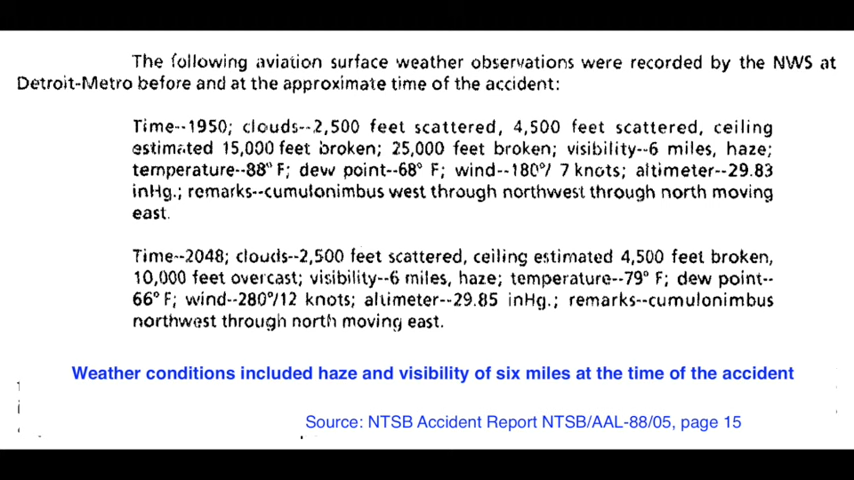 The following aviation surface weather observations were recorded by the NWS at
Detroit-Metro before and at the approximate time of the accident:
Time--1950; clouds--2,500 feet scattered, 4,500 feet scattered, ceiling
estimated 15,000 feet broken; 25,000 feet broken; visibility--6 miles, haze;
temperature--88° F; dew point--68° F; wind--180°/ 7 knots; altimeter--29.83
inHg.; remarks--cumulonimbus west through northwest through north moving
east.
Time--2048; clouds--2,500 feet scattered, ceiling estimated 4,500 feet broken,
10,000 feet overcast; visibility--6 miles, haze; temperature--79° F; dew point--
66° F; wind--280°/12 knots; altimeter--29.85 inHg.; remarks--cumulonimbus
northwest through north moving east.
Weather conditions included haze and visibility of six miles at the time of the accident
Source: NTSB Accident Report NTSB/AAL-88/05, page 15